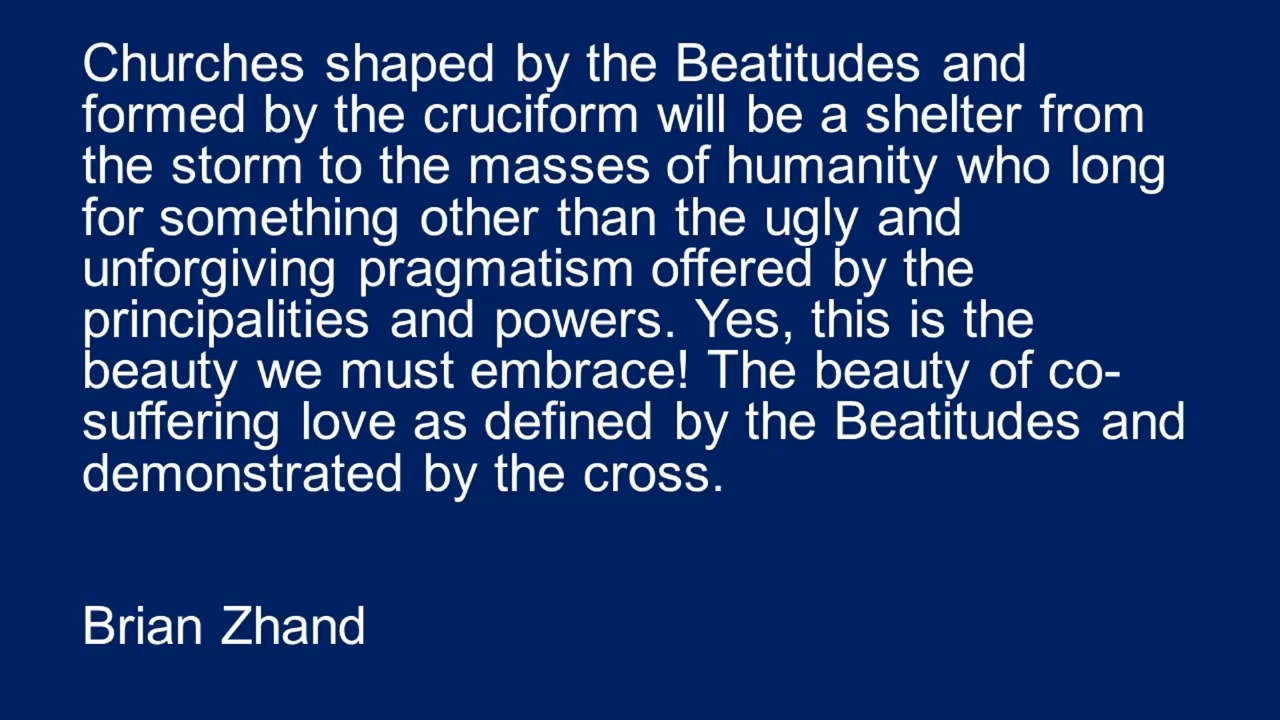 Churches shaped by the Beatitudes and
formed by the cruciform will be a shelter from
the storm to the masses of humanity who long
for something other than the ugly and
unforgiving pragmatism offered by the
principalities and powers. Yes, this is the
beauty we must embrace! The beauty of co-
suffering love as defined by the Beatitudes and
demonstrated by the cross.
Brian Zhand